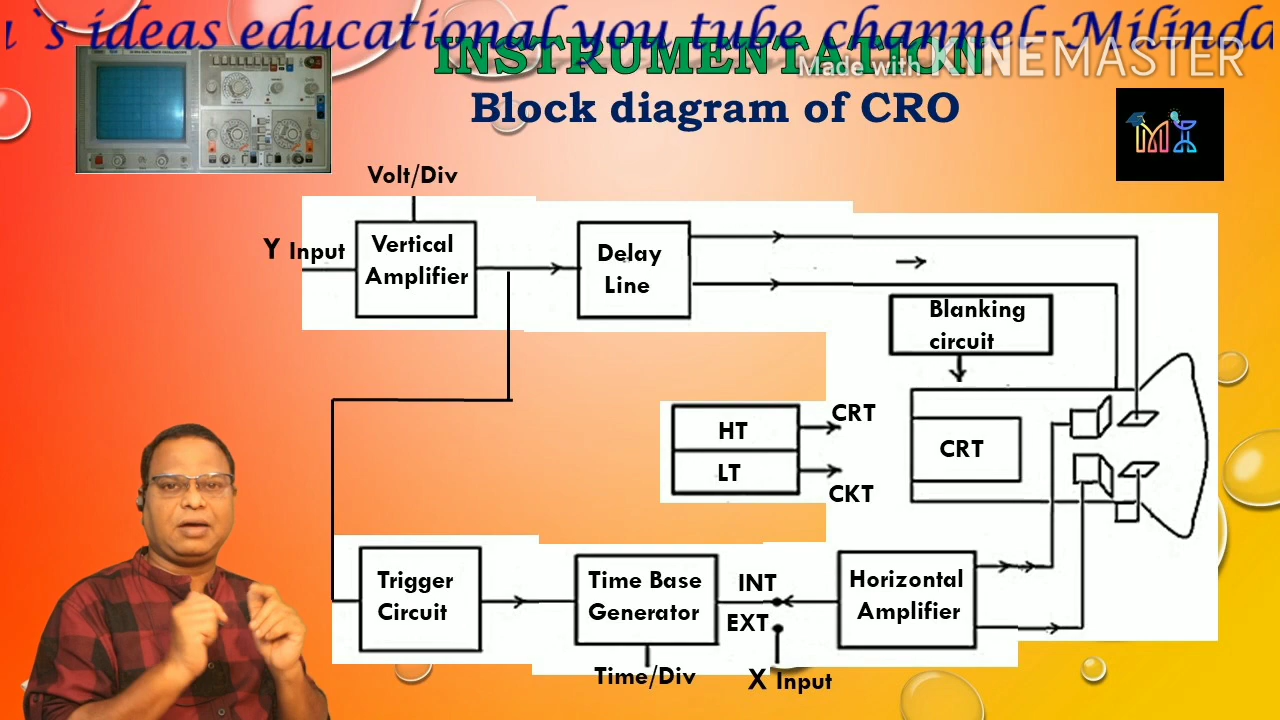 `s ideas educational you tube channel--Milinda
INSTRUMENTATION
Made with KINEMASTER
Block diagram of CRO
MI
Volt/Div
Y Input
Vertical
Amplifier
Delay
Line
Blanking
circuit
HT
CRT
LT
CKT
CRT
Trigger
Circuit
Time Base
Generator
INT
EXT
Horizontal
Amplifier
Time/Div
X Input